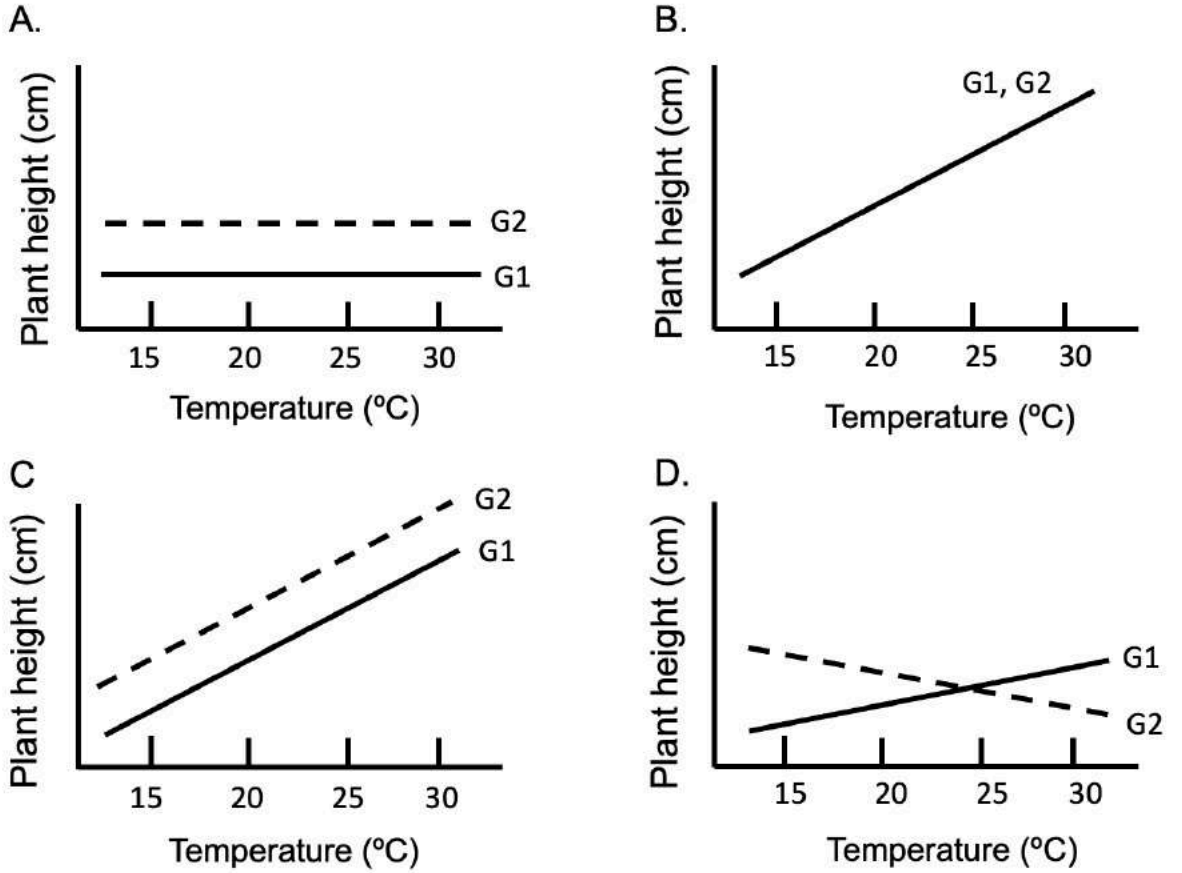 A.
Plant height (cm)
G2
G1
15 20 25 30
Temperature (ºC)
B.
Plant height (cm)
G1, G2
15 20 25 30
Temperature (ºC)
C
Plant height (cm)
G2
G1
15 20 25 30
Temperature (ºC)
D.
Plant height (cm)
G1
G2
15 20 25 30
Temperature (ºC)